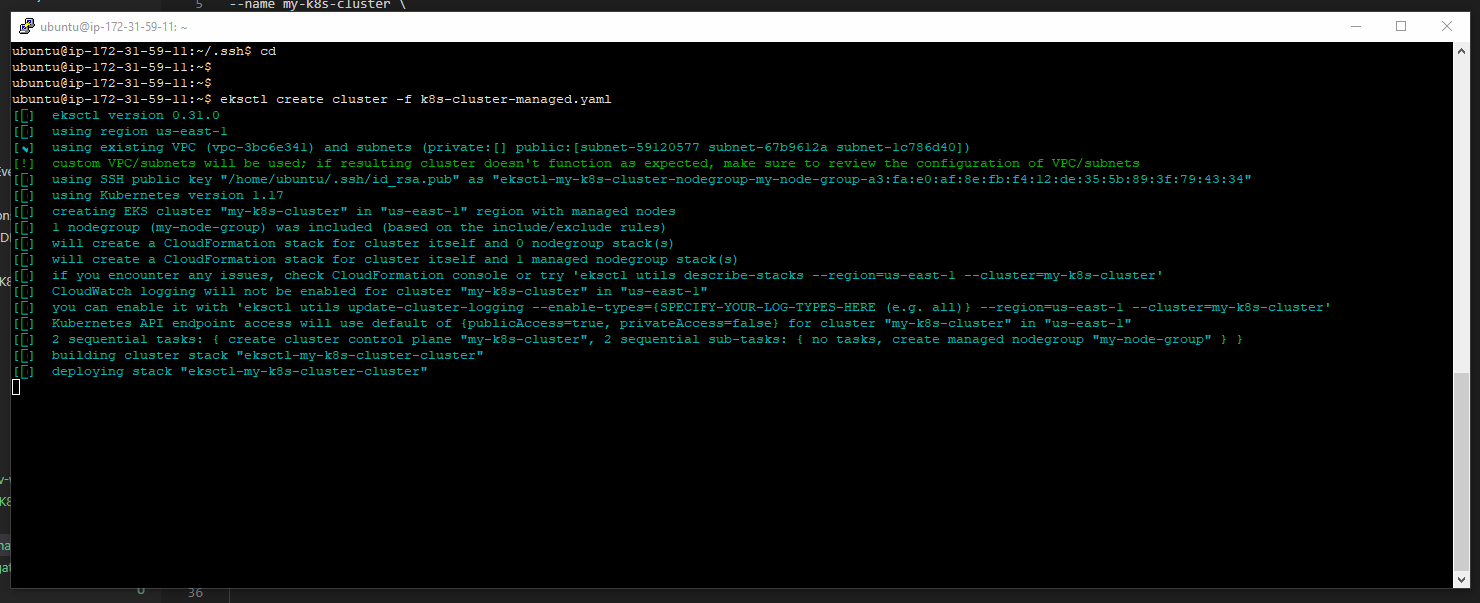 5 --name my-k8s-cluster \
ubuntu@ip-172-31-59-11: ~
ubuntu@ip-172-31-59-11:~/.ssh$ cd
ubuntu@ip-172-31-59-11:~$
ubuntu@ip-172-31-59-11:~$
ubuntu@ip-172-31-59-11:~$ eksctl create cluster -f k8s-cluster-managed.yaml
[ ] eksctl version 0.31.0
[ ] using region us-east-1
[✔] using existing VPC (vpc-3bc6e341) and subnets (private:[] public:[subnet-59120577 subnet-67b9612a subnet-1c786d40])
[!] custom VPC/subnets will be used; if resulting cluster doesn't function as expected, make sure to review the configuration of VPC/subnets
[ ] using SSH public key "/home/ubuntu/.ssh/id_rsa.pub" as "eksctl-my-k8s-cluster-nodegroup-my-node-group-a3:fa:e0:af:8e:fb:f4:12:de:35:5b:89:3f:79:43:34"
[ ] using Kubernetes version 1.17
[ ] creating EKS cluster "my-k8s-cluster" in "us-east-1" region with managed nodes
[ ] 1 nodegroup (my-node-group) was included (based on the include/exclude rules)
[ ] will create a CloudFormation stack for cluster itself and 0 nodegroup stack(s)
[ ] will create a CloudFormation stack for cluster itself and 1 managed nodegroup stack(s)
[ ] if you encounter any issues, check CloudFormation console or try 'eksctl utils describe-stacks --region=us-east-1 --cluster=my-k8s-cluster'
[ ] CloudWatch logging will not be enabled for cluster "my-k8s-cluster" in "us-east-1"
[ ] you can enable it with 'eksctl utils update-cluster-logging --enable-types={SPECIFY-YOUR-LOG-TYPES-HERE (e.g. all)} --region=us-east-1 --cluster=my-k8s-cluster'
[ ] Kubernetes API endpoint access will use default of {publicAccess=true, privateAccess=false} for cluster "my-k8s-cluster" in "us-east-1"
[ ] 2 sequential tasks: { create cluster control plane "my-k8s-cluster", 2 sequential sub-tasks: { no tasks, create managed nodegroup "my-node-group" } }
[ ] building cluster stack "eksctl-my-k8s-cluster-cluster"
[ ] deploying stack "eksctl-my-k8s-cluster-cluster"
36